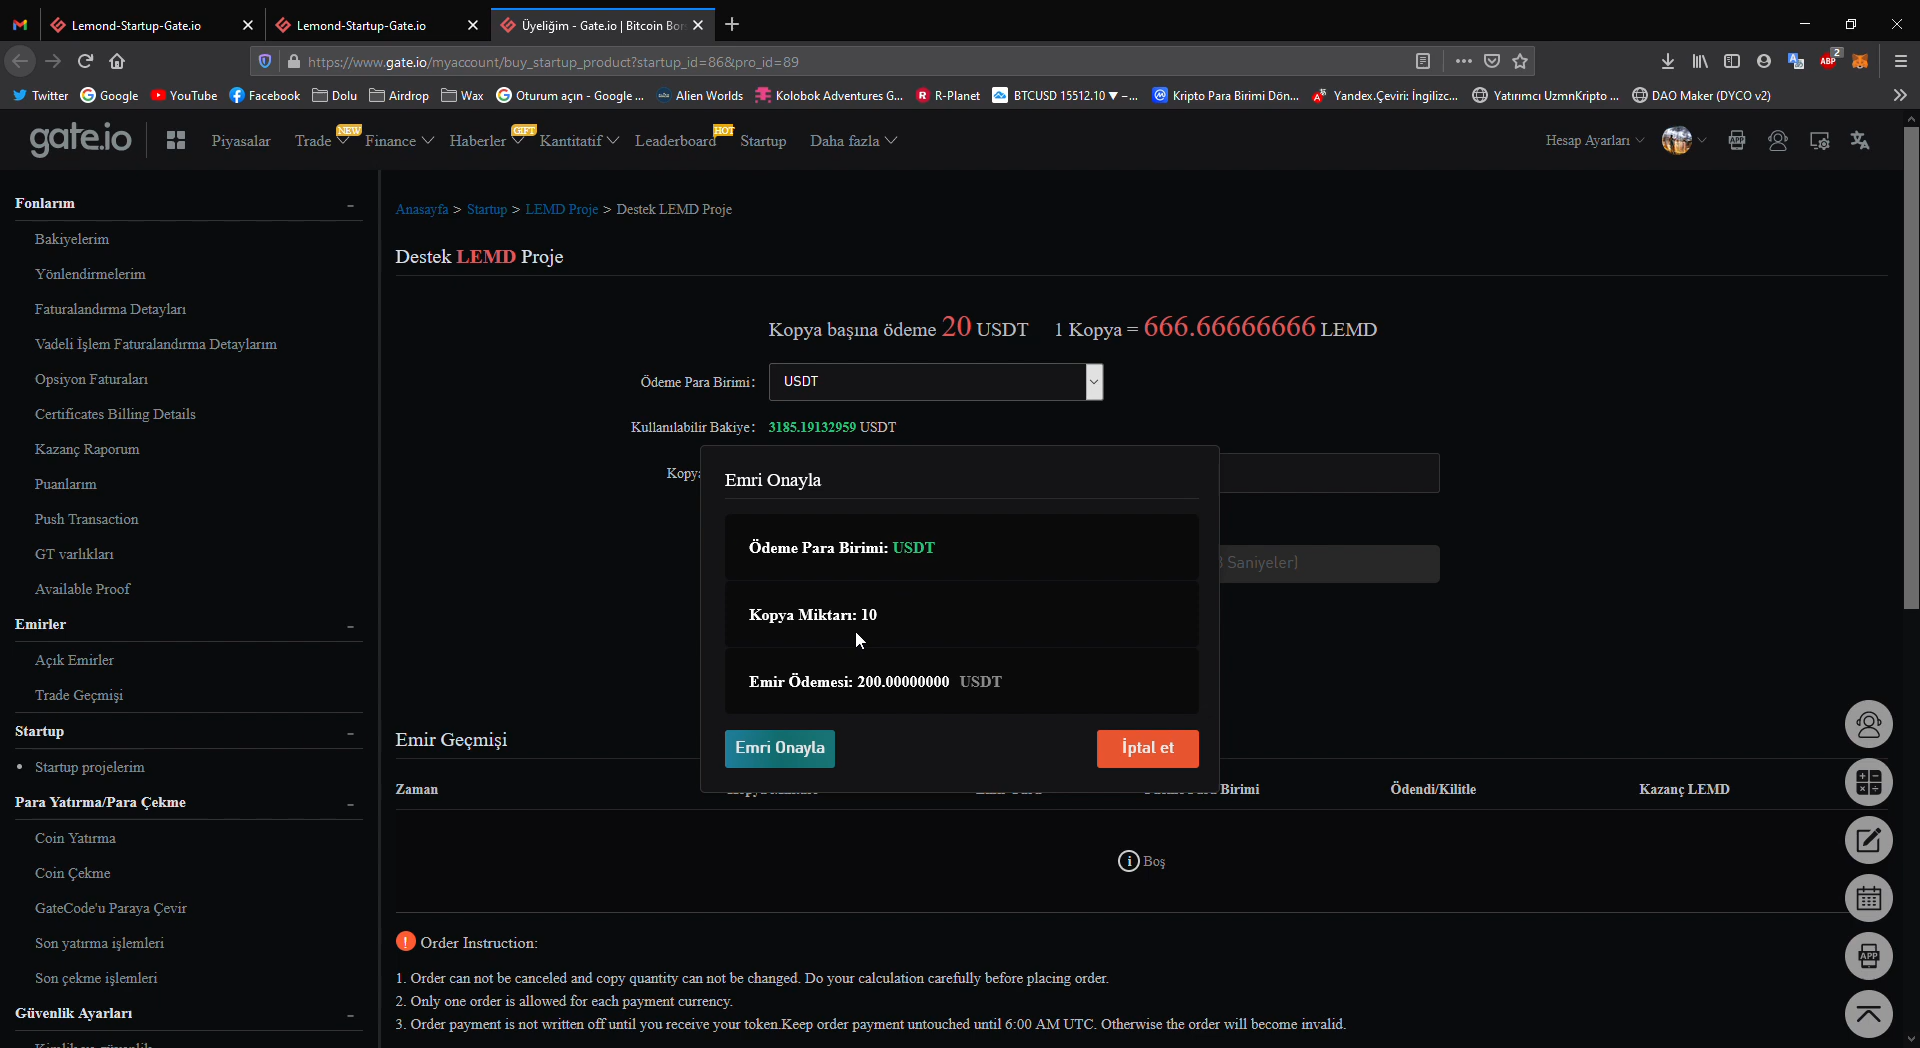 Lemond-Startup-Gate.io
Lemond-Startup-Gate.io
Üyeliğim - Gate.io | Bitcoin Bor
https://www.gate.io/myaccount/buy_startup_product?startup_id=86&pro_id=89
2
ABP
Twitter Google YouTube Facebook Dolu Airdrop Wax Oturum açın - Google ... Alien Worlds Kolobok Adventures G... R-Planet BTCUSD 15512.10 ▼ −... Kripto Para Birimi Dön... Yandex.Çeviri: İngilizc... Yatırımcı UzmnKripto ... DAO Maker (DYCO v2)
gate.io Piyasalar Trade NEW Finance Haberler GIFT Kantitatif Leaderboard HOT Startup Daha fazla Hesap Ayarları APP
Fonlarım
Bakiyelerim
Yönlendirmelerim
Faturalandırma Detayları
Vadeli İşlem Faturalandırma Detaylarım
Opsiyon Faturaları
Certificates Billing Details
Kazanç Raporum
Puanlarım
Push Transaction
GT varlıkları
Available Proof
Emirler
Açık Emirler
Trade Geçmişi
Startup
Startup projelerim
Para Yatırma/Para Çekme
Coin Yatırma
Coin Çekme
GateCode'u Paraya Çevir
Son yatırma işlemleri
Son çekme işlemleri
Güvenlik Ayarları
Anasayfa > Startup > LEMD Proje > Destek LEMD Proje
Destek LEMD Proje
Kopya başına ödeme 20 USDT 1 Kopya = 666.66666666 LEMD
Ödeme Para Birimi: USDT
Kullanılabilir Bakiye: 3185.19132959 USDT
Kopya
Saniyeler)
Emri Onayla
Ödeme Para Birimi: USDT
Kopya Miktarı: 10
Emir Ödemesi: 200.00000000 USDT
Emri Onayla
İptal et
Emir Geçmişi
Zaman Birimi Ödendi/Kilitle Kazanç LEMD
Boş
Order Instruction:
1. Order can not be canceled and copy quantity can not be changed. Do your calculation carefully before placing order.
2. Only one order is allowed for each payment currency.
3. Order payment is not written off until you receive your token.Keep order payment untouched until 6:00 AM UTC. Otherwise the order will become invalid.
APP